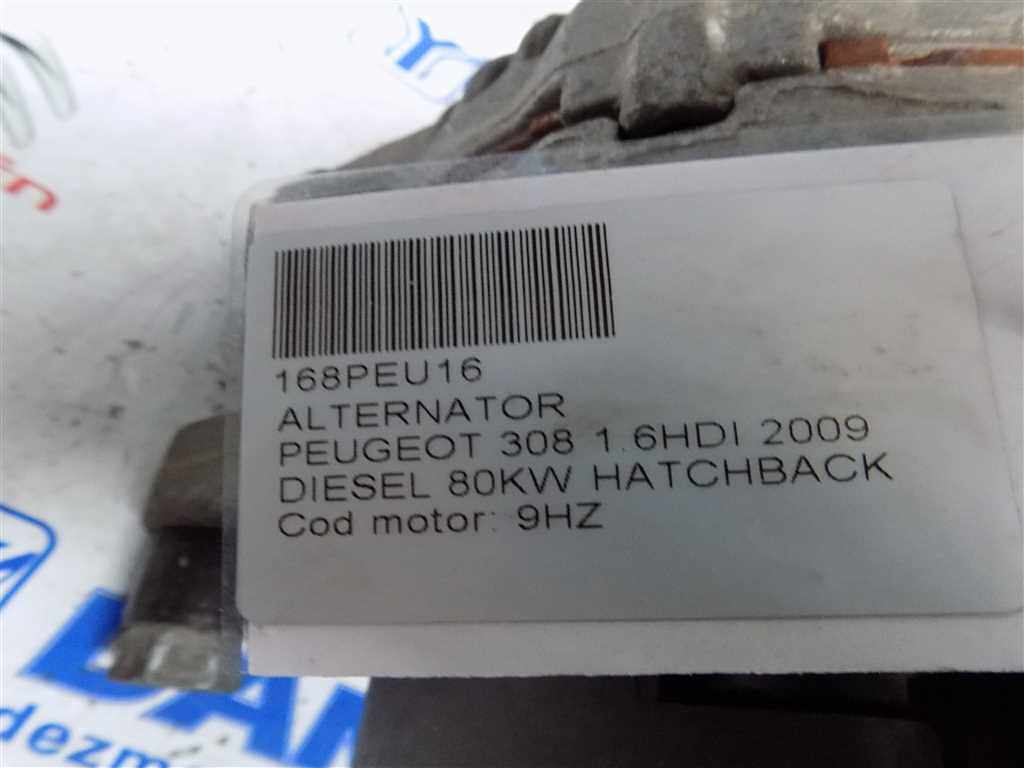 168PEU16
ALTERNATOR
PEUGEOT 308 1.6HDI 2009
DIESEL 80KW HATCHBACK
Cod motor: 9HZ